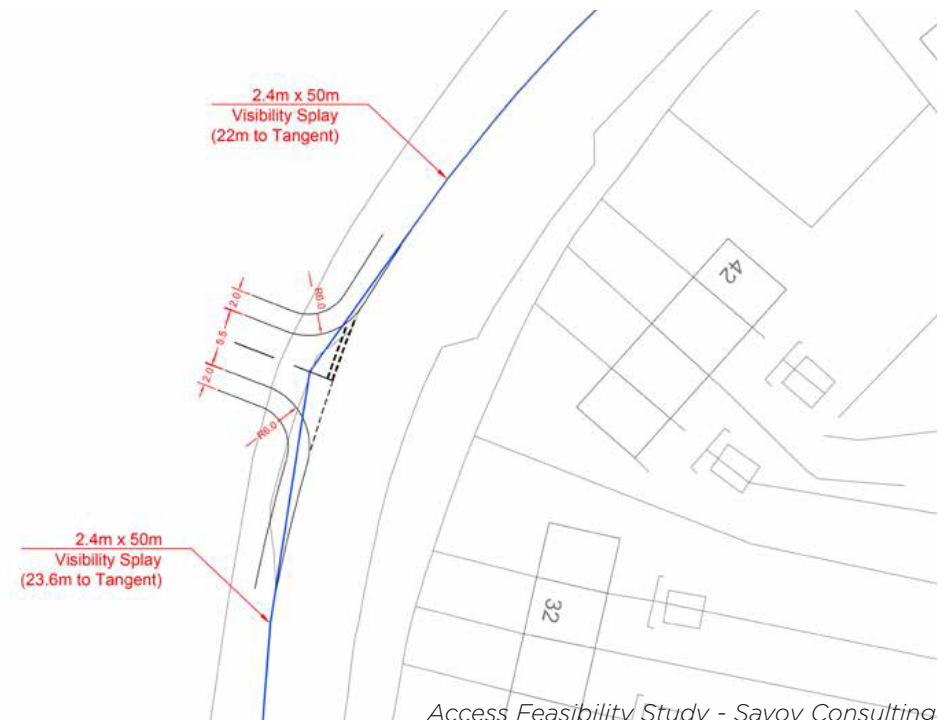 2.4m x 50m
Visibility Splay
(22m to Tangent)
42
2.0
R6.0
5.5
2.0
R6.0
2.4m x 50m
Visibility Splay
(23.6m to Tangent)
32
Access Feasibility Study - Savoy Consulting